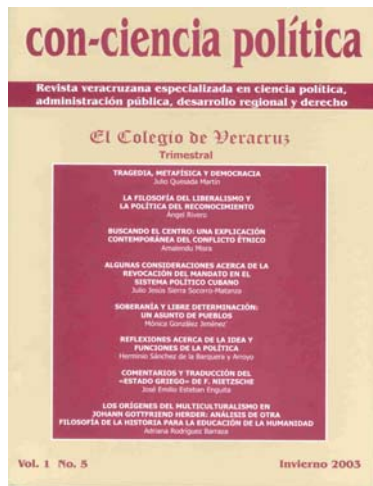 con-ciencia política
Revista veracruzana especializada en ciencia política,
administración pública, desarrollo regional y derecho
El Colegio de Veracruz
Trimestral
TRAGEDIA, METAFÍSICA Y DEMOCRACIA
Julio Quesada Martín
LA FILOSOFÍA DEL LIBERALISMO Y
LA POLÍTICA DEL RECONOCIMIENTO
Ángel Rivero
BUSCANDO EL CENTRO: UNA EXPLICACIÓN
CONTEMPORÁNEA DEL CONFLICTO ÉTNICO
Amalendu Misra
ALGUNAS CONSIDERACIONES ACERCA DE LA
REVOCACIÓN DEL MANDATO EN EL
SISTEMA POLÍTICO CUBANO
Julio Jesús Sierra Socorro-Matanza
SOBERANÍA Y LIBRE DETERMINACIÓN:
UN ASUNTO DE PUEBLOS
Mónica González Jiménez
REFLEXIONES ACERCA DE LA IDEA Y
FUNCIONES DE LA POLÍTICA
Herminio Sánchez de la Barquera y Arroyo
COMENTARIOS Y TRADUCCIÓN DEL
«ESTADO GRIEGO» DE F. NIETZSCHE
José Emilio Esteban Enguita
LOS ORÍGENES DEL MULTICULTURALISMO EN
JOHANN GOTTFRIEND HERDER: ANÁLISIS DE OTRA
FILOSOFÍA DE LA HISTORIA PARA LA EDUCACIÓN DE LA HUMANIDAD
Adriana Rodríguez Barraza
Vol. 1 No. 5
Invierno 2003